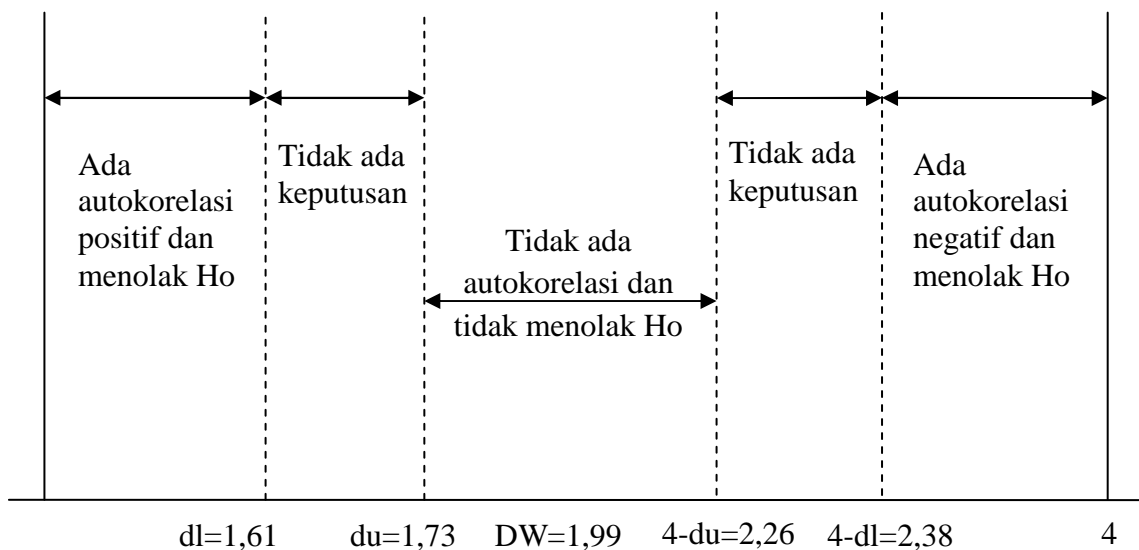 Ada
autokorelasi
positif dan
menolak Ho
Tidak ada
keputusan
Tidak ada
autokorelasi dan
tidak menolak Ho
Tidak ada
keputusan
Ada
autokorelasi
negatif dan
menolak Ho
dl=1,61 du=1,73 DW=1,99 4-du=2,26 4-dl=2,38 4